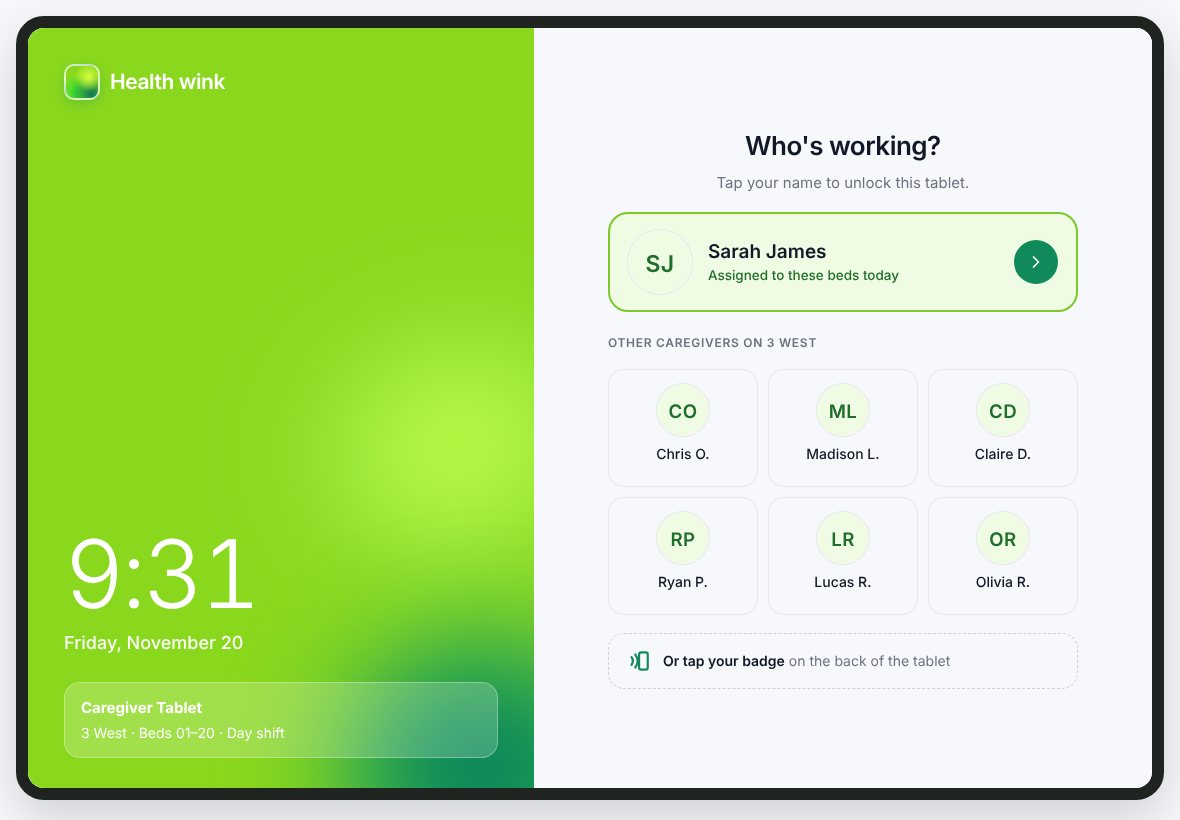 Health wink
9:31
Friday, November 20
Caregiver Tablet
3 West · Beds 01–20 · Day shift
Who's working?
Tap your name to unlock this tablet.
SJ
Sarah James
Assigned to these beds today
OTHER CAREGIVERS ON 3 WEST
CO
Chris O.
ML
Madison L.
CD
Claire D.
RP
Ryan P.
LR
Lucas R.
OR
Olivia R.
Or tap your badge on the back of the tablet